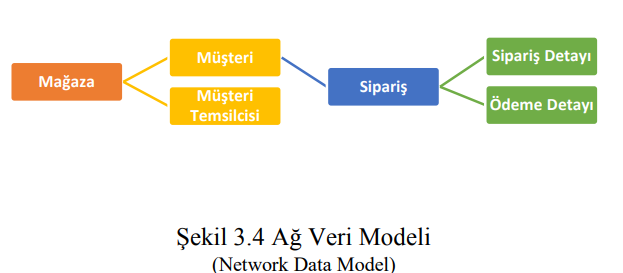 Mağaza
Müşteri
Müşteri
Temsilcisi
Sipariş
Sipariş Detayı
Ödeme Detayı
Şekil 3.4 Ağ Veri Modeli
(Network Data Model)